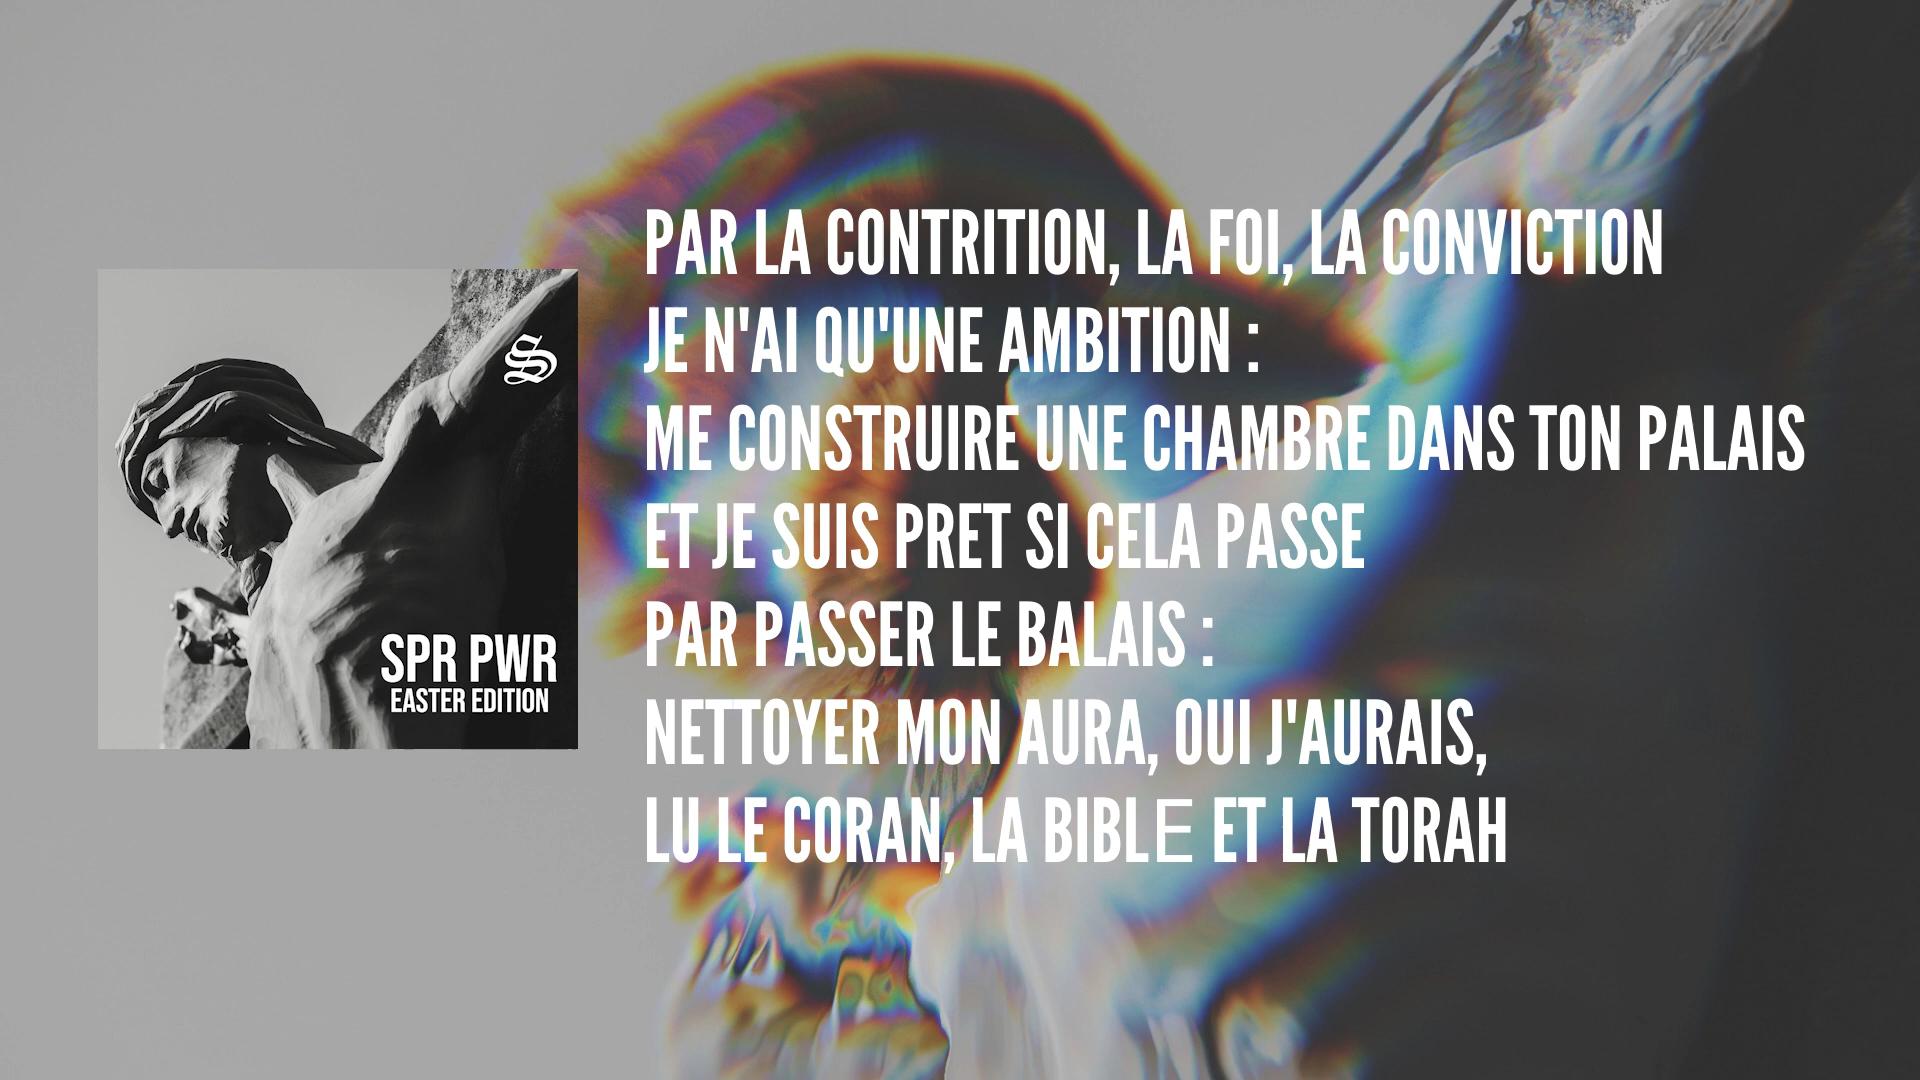 S
SPR PWR
EASTER EDITION
PAR LA CONTRITION, LA FOI, LA CONVICTION
JE N'AI QU'UNE AMBITION :
ME CONSTRUIRE UNE CHAMBRE DANS TON PALAIS
ET JE SUIS PRET SI CELA PASSE
PAR PASSER LE BALAIS :
NETTOYER MON AURA, OUI J'AURAIS,
LU LE CORAN, LA BIBLE ET LA TORAH